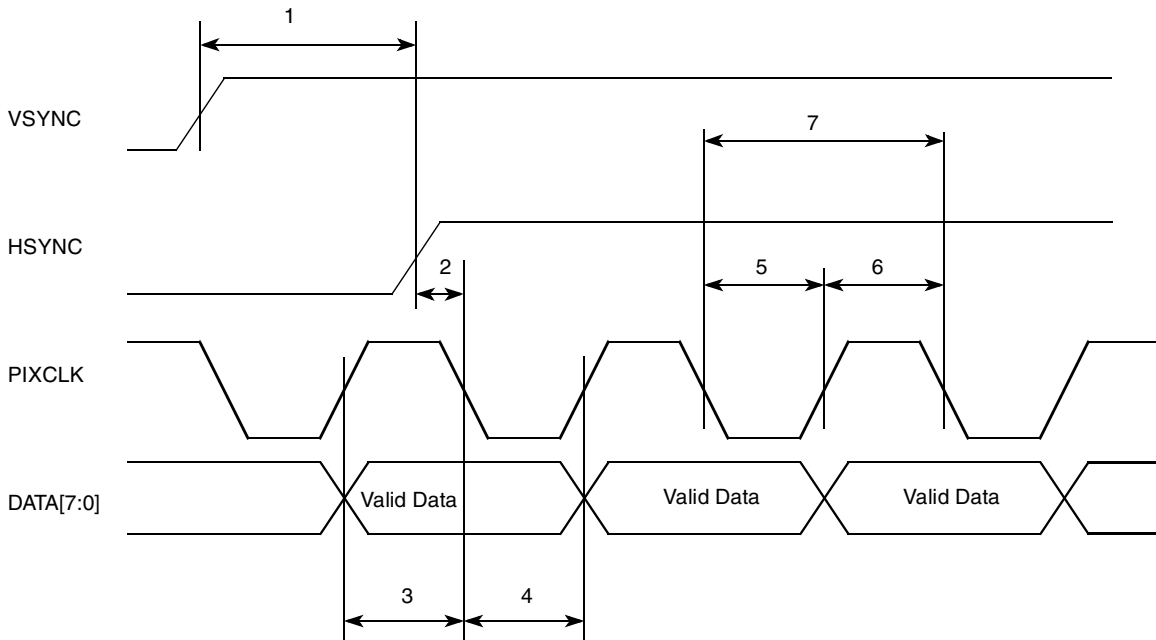 1
VSYNC
7
HSYNC
2
5
6
PIXCLK
DATA[7:0]
Valid Data
Valid Data
Valid Data
3
4